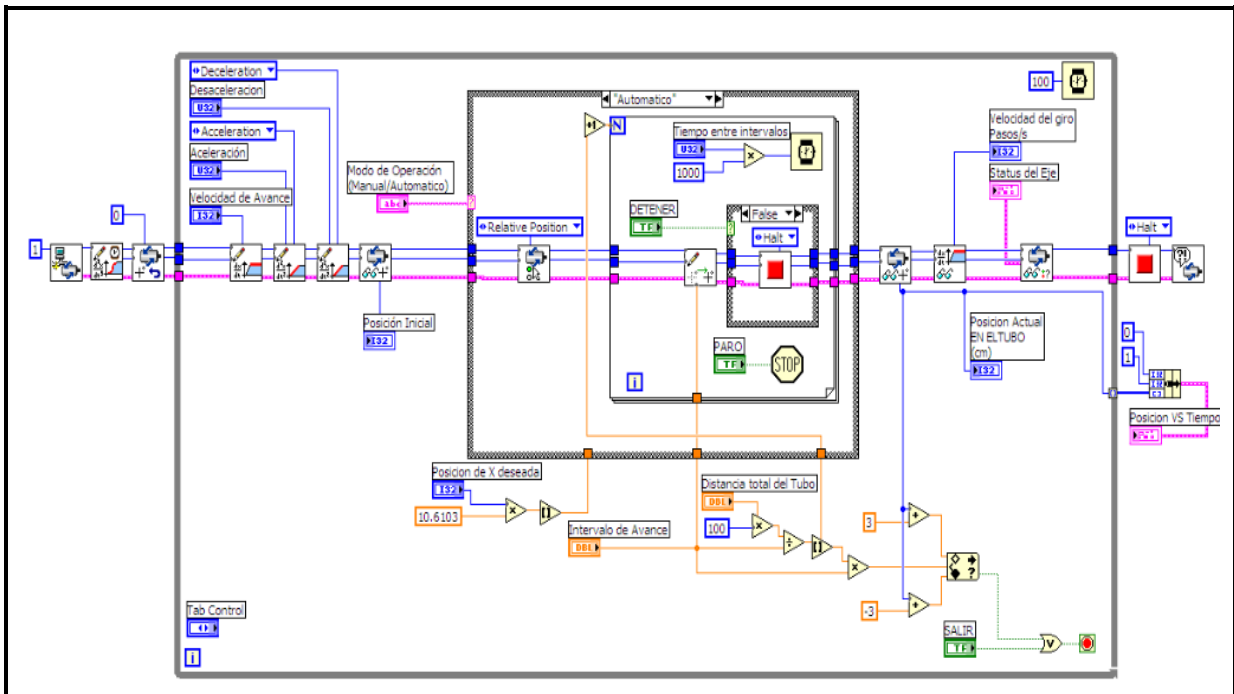 Deceleration
Desaceleracion
U32
Acceleration
Aceleración
U32
Velocidad de Avance
I32
0
1
Posición Inicial
I32
Modo de Operación
(Manual/Automatico)
abc
"Automatico"
+1
N
Tiempo entre intervalos
U32
1000
Relative Position
DETENER
TF
False
Halt
PARO
TF
STOP
i
100
Velocidad del giro
Pasos/s
I32
Status del Eje
Posicion Actual
EN ELTUBO
(cm)
I32
Halt
0
1
Posicion VS Tiempo
Posicion de X deseada
I32
10.6103
Intervalo de Avance
DBL
Distancia total del Tubo
DBL
100
3
-3
SALIR
TF
Tab Control
i